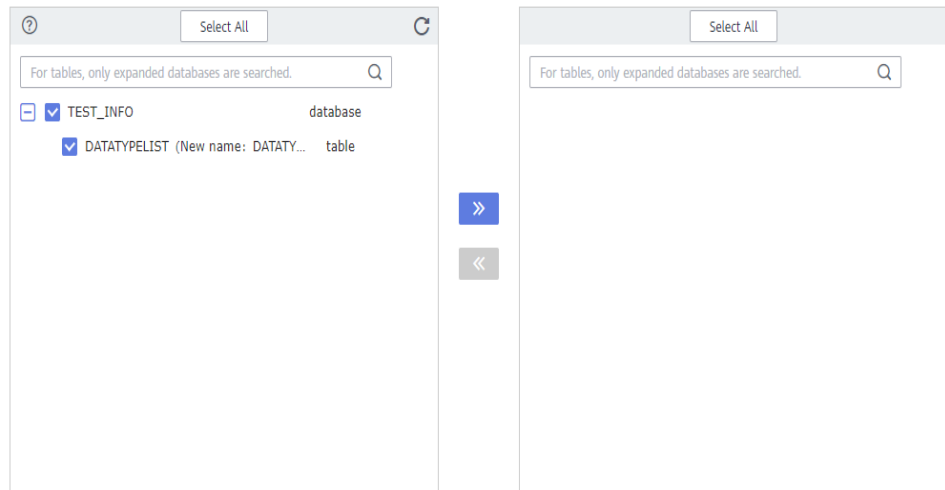 Select All
For tables, only expanded databases are searched.
TEST_INFO database
DATATYPELIST (New name: DATATY... table
Select All
For tables, only expanded databases are searched.